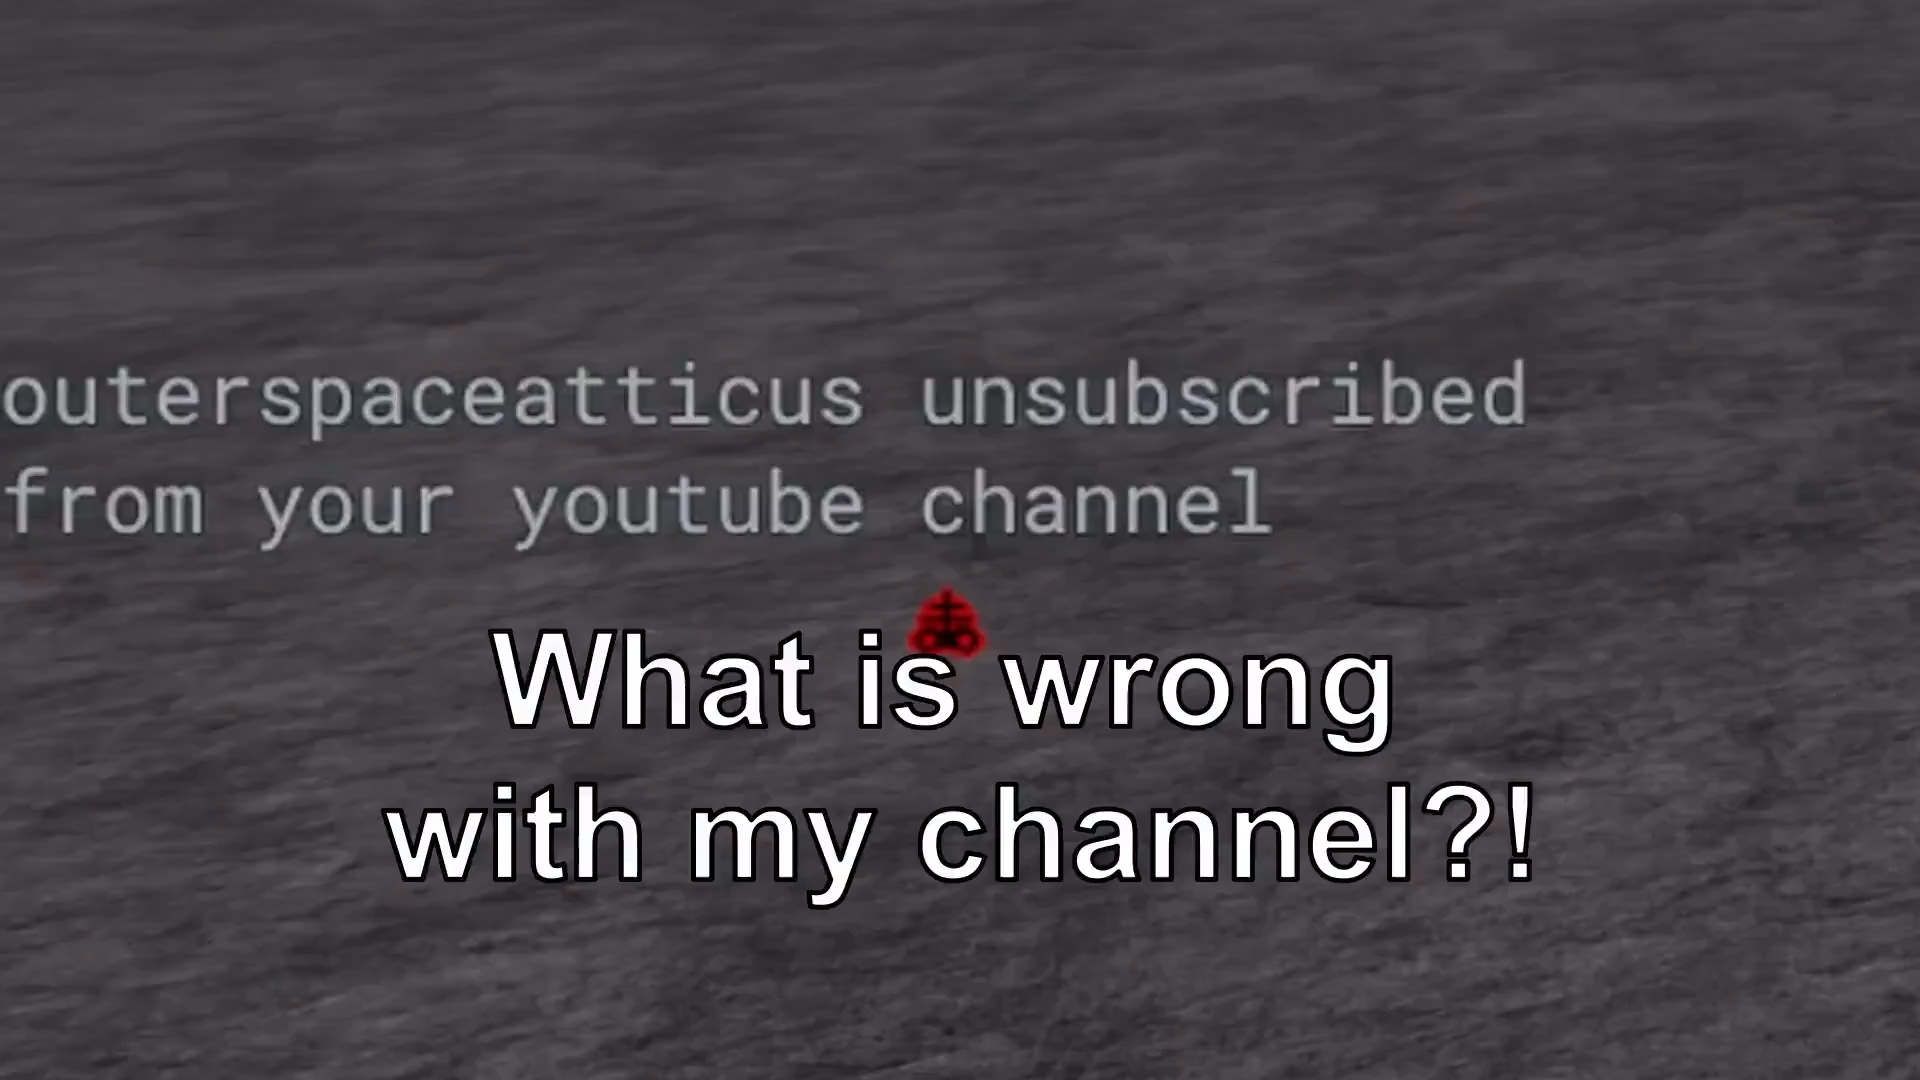 outerspaceatticus unsubscribed
from your youtube channel
What is wrong
with my channel?!